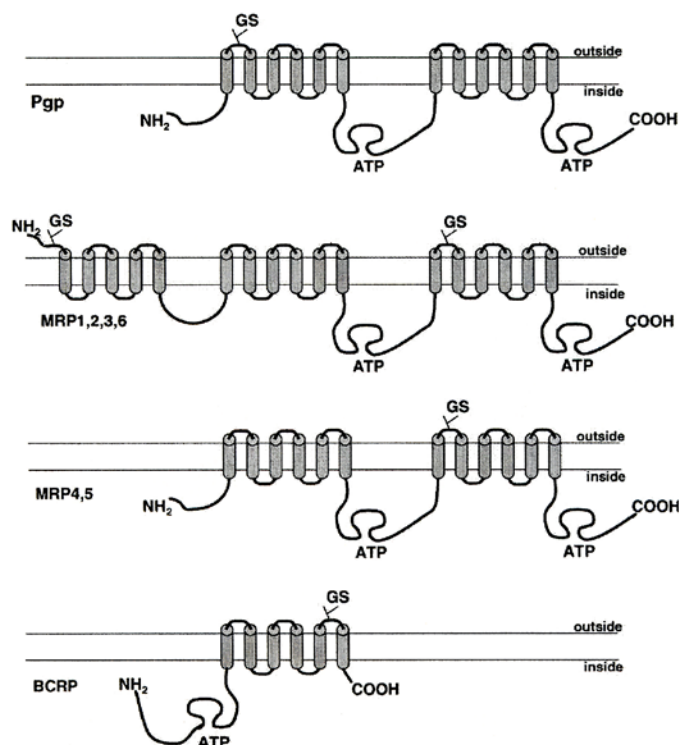 GS
outside
inside
Pgp
NH2
COOH
ATP
ATP
NH2
GS
GS
outside
inside
MRP1,2,3,6
COOH
ATP
ATP
GS
outside
inside
MRP4,5
NH2
COOH
ATP
ATP
GS
outside
inside
BCRP
NH2
COOH
ATP